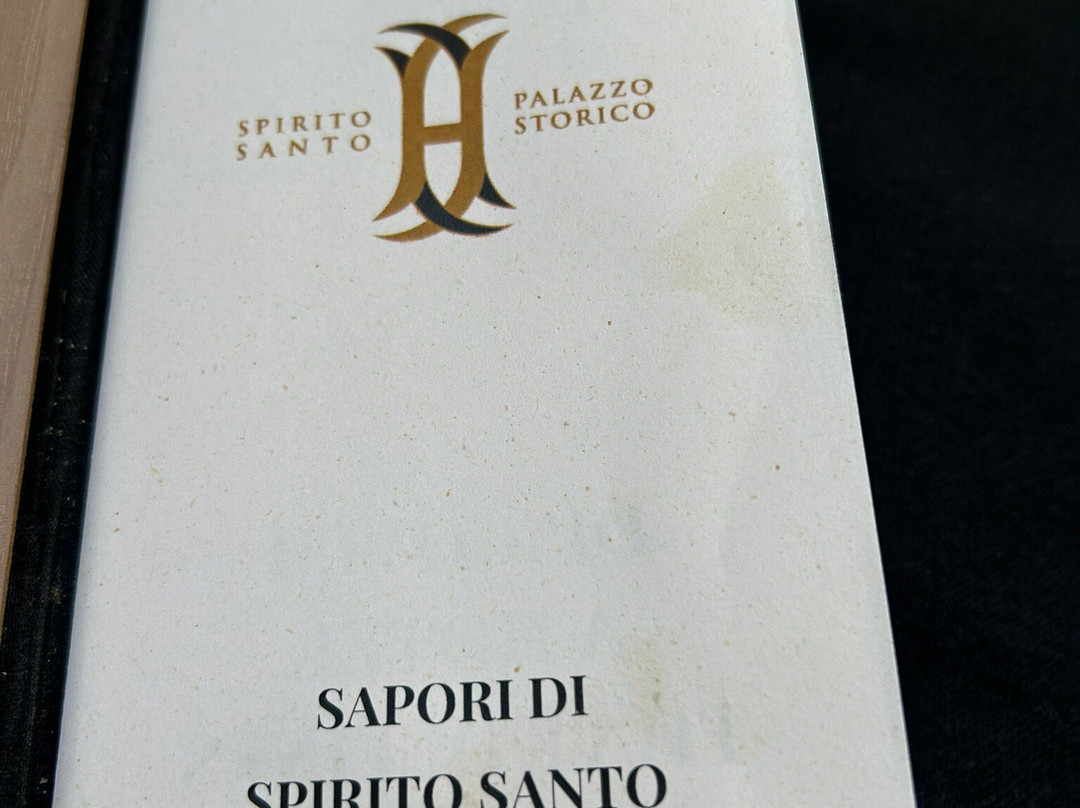 SPIRITO
SANTO
PALAZZO
STORICO
SAPORI DI
SPIRITO SANTO